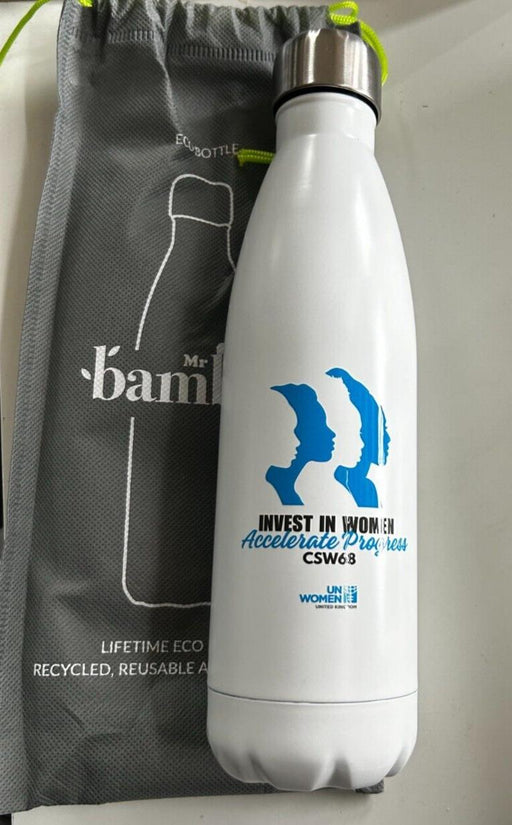 ECOBOTTLE
Mr
bam
INVEST IN WOMEN
Accelerate Progress
CSW68
UN
WOMEN
UNITED KINGDOM
LIFETIME ECO
RECYCLED, REUSABLE A